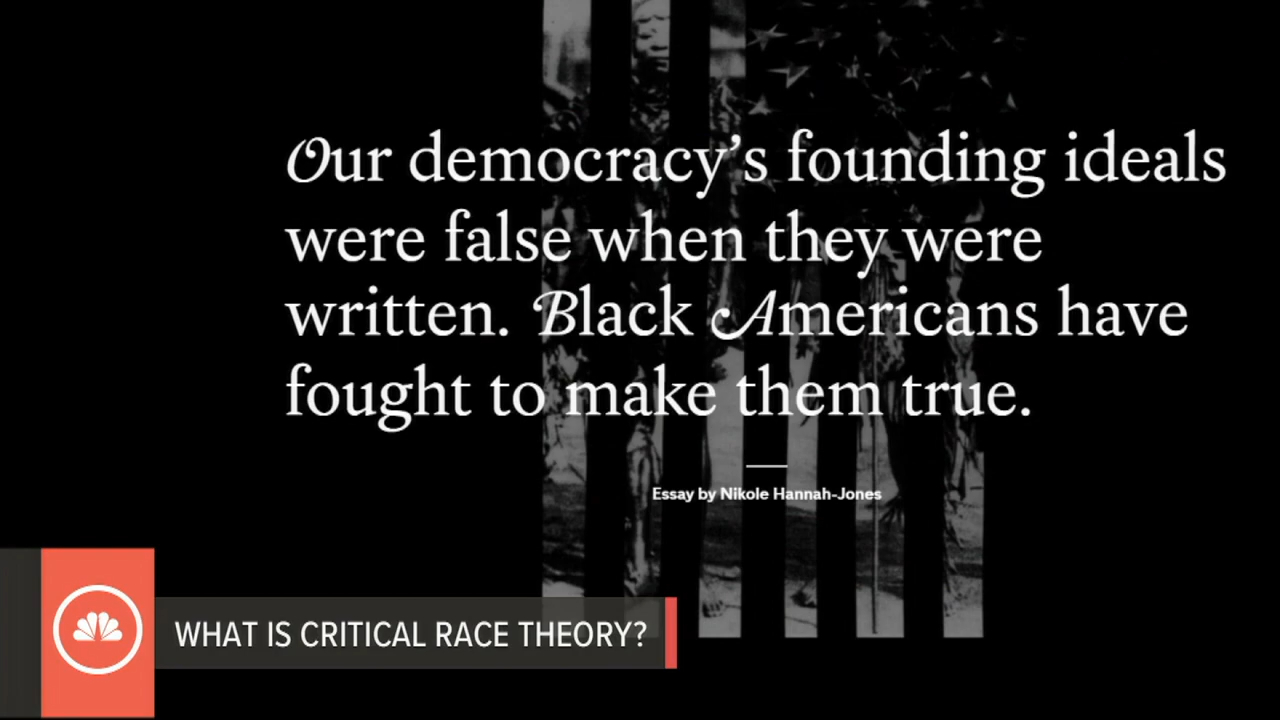 Our democracy’s founding ideals
were false when they were
written. Black Americans have
fought to make them true.
Essay by Nikole Hannah-Jones
WHAT IS CRITICAL RACE THEORY?